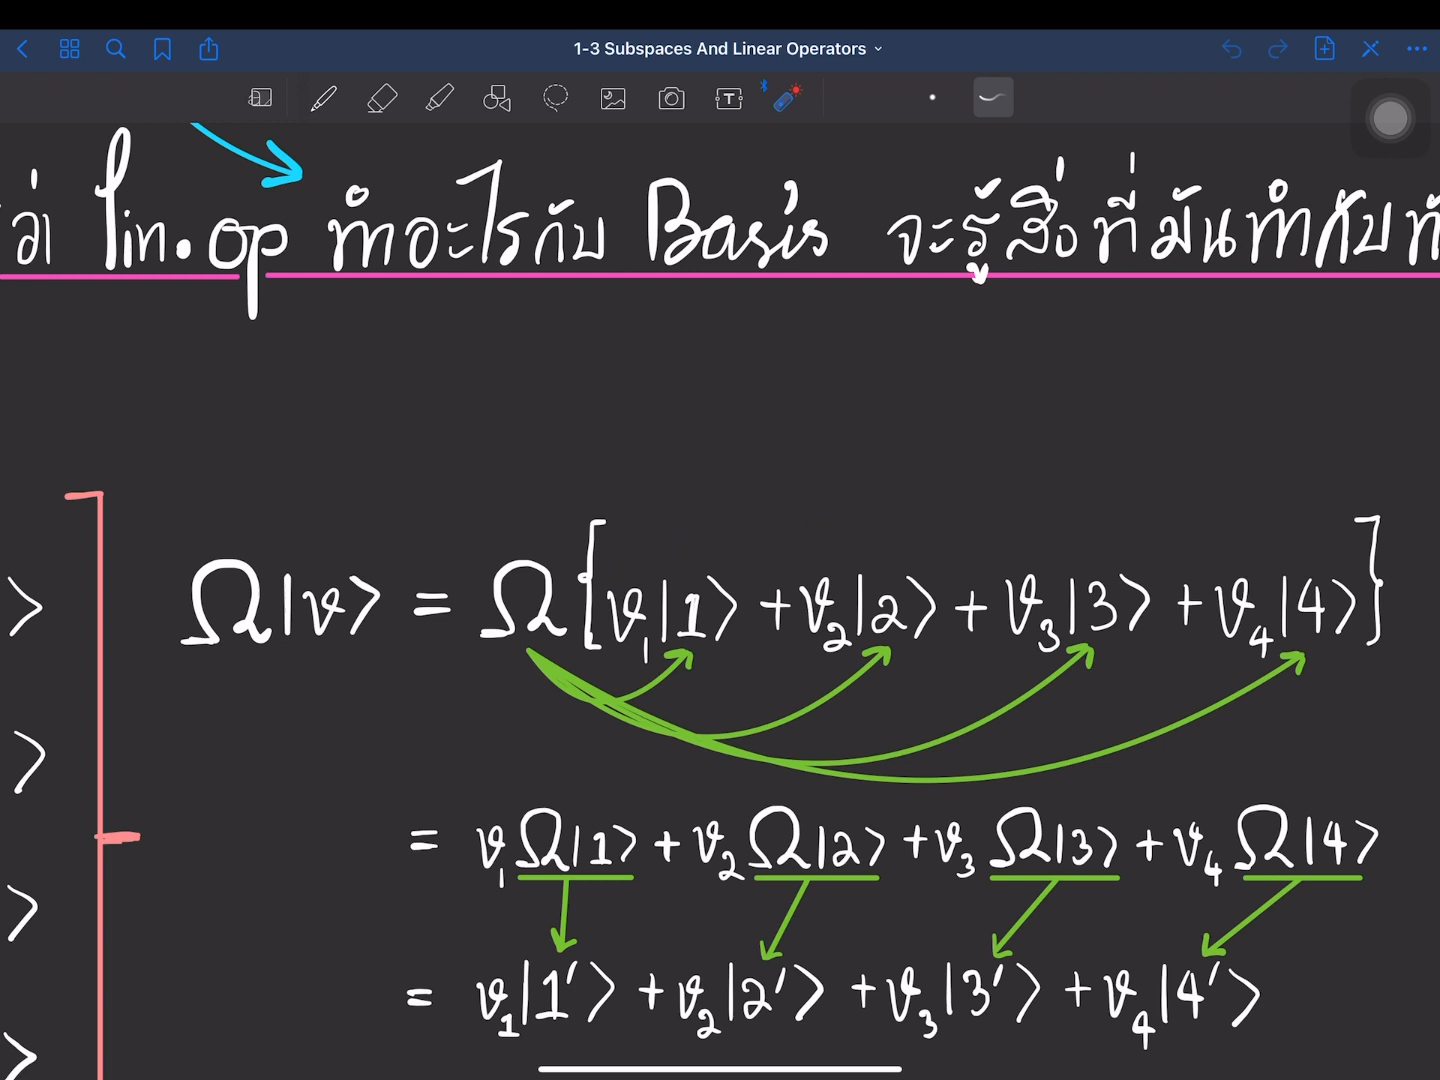 1-3 Subspaces And Linear Operators
ว่า lin.op ทำอะไรกับ Basis จะรู้สิ่งที่มันทำกับ
Ω|v> = Ω[v₁|1> + v₂|2> + v₃|3> + v₄|4>]
= v₁Ω|1> + v₂Ω|2> + v₃Ω|3> + v₄Ω|4>
= v₁|1'> + v₂|2'> + v₃|3'> + v₄|4'>